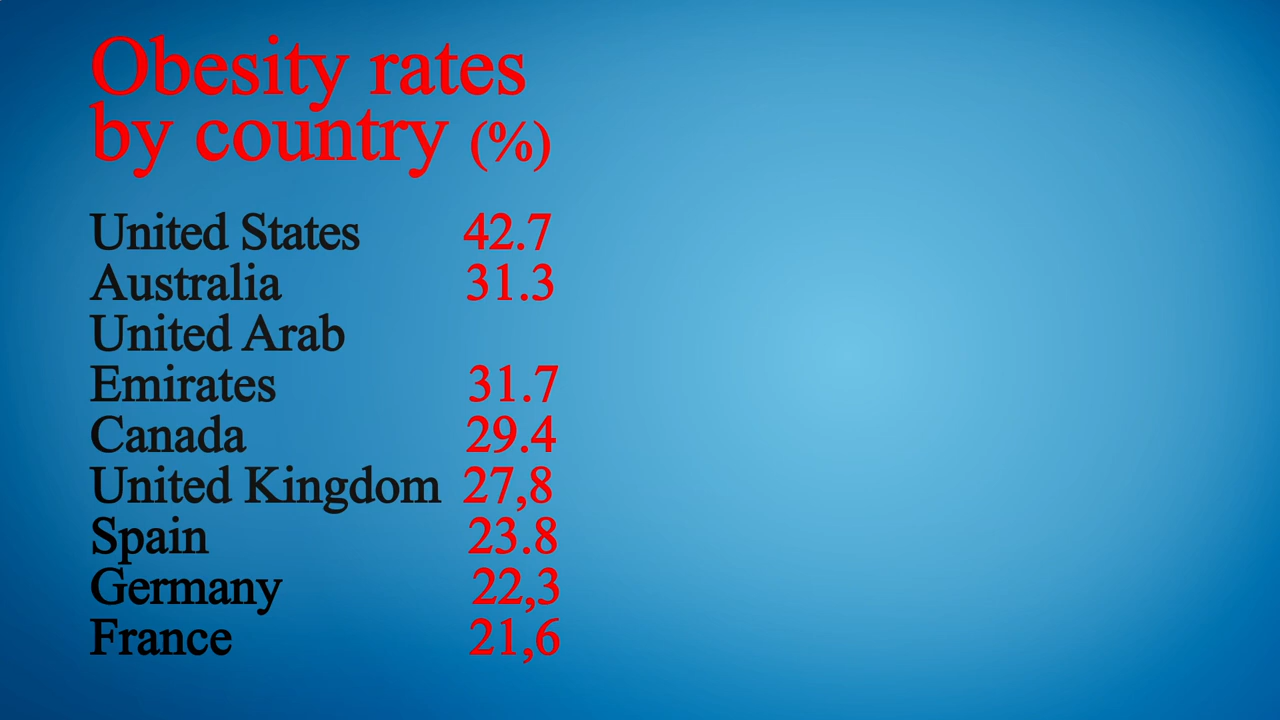 Obesity rates
by country (%)
United States 42.7
Australia 31.3
United Arab
Emirates 31.7
Canada 29.4
United Kingdom 27,8
Spain 23.8
Germany 22,3
France 21,6